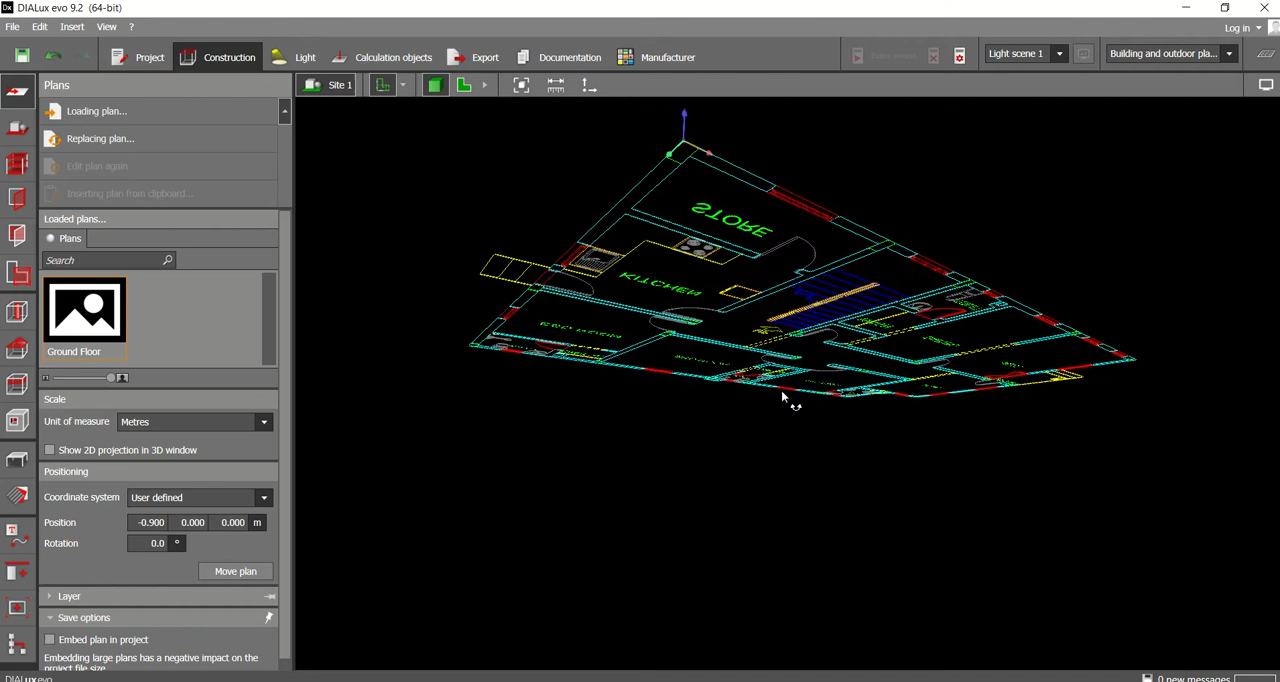 DIALux evo 9.2 (64-bit)
File Edit Insert View ?
Log in
Project Construction Light Calculation objects Export Documentation Manufacturer
Light scene 1
Building and outdoor pla...
Plans
Site 1
Loading plan...
Replacing plan...
Edit plan again
Inserting plan from clipboard...
Loaded plans...
Plans
Search
Ground Floor
Scale
Unit of measure Metres
Show 2D projection in 3D window
Positioning
Coordinate system User defined
Position -0.900 0.000 0.000 m
Rotation 0.0 °
Move plan
Layer
Save options
Embed plan in project
Embedding large plans has a negative impact on the
project file size
STORE
KITCHEN
DIALux evo
0 new messages